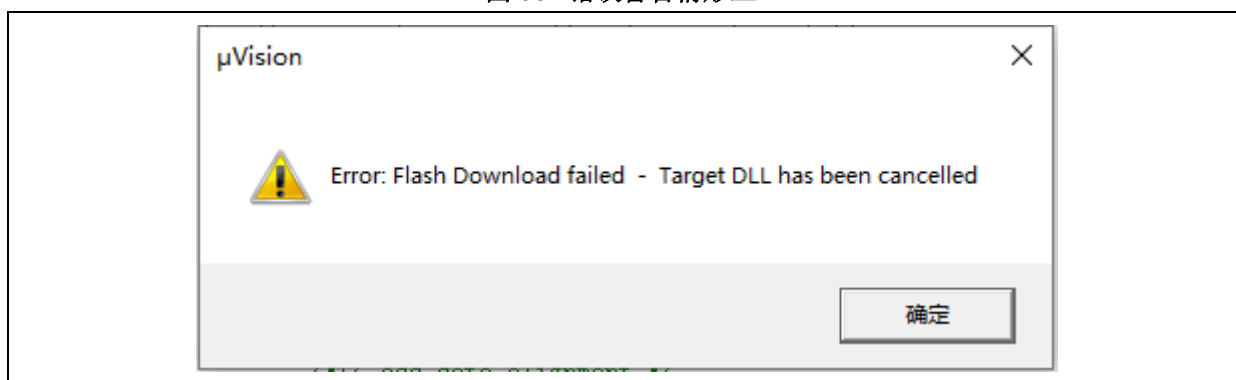 µVision
Error: Flash Download failed - Target DLL has been cancelled
确定